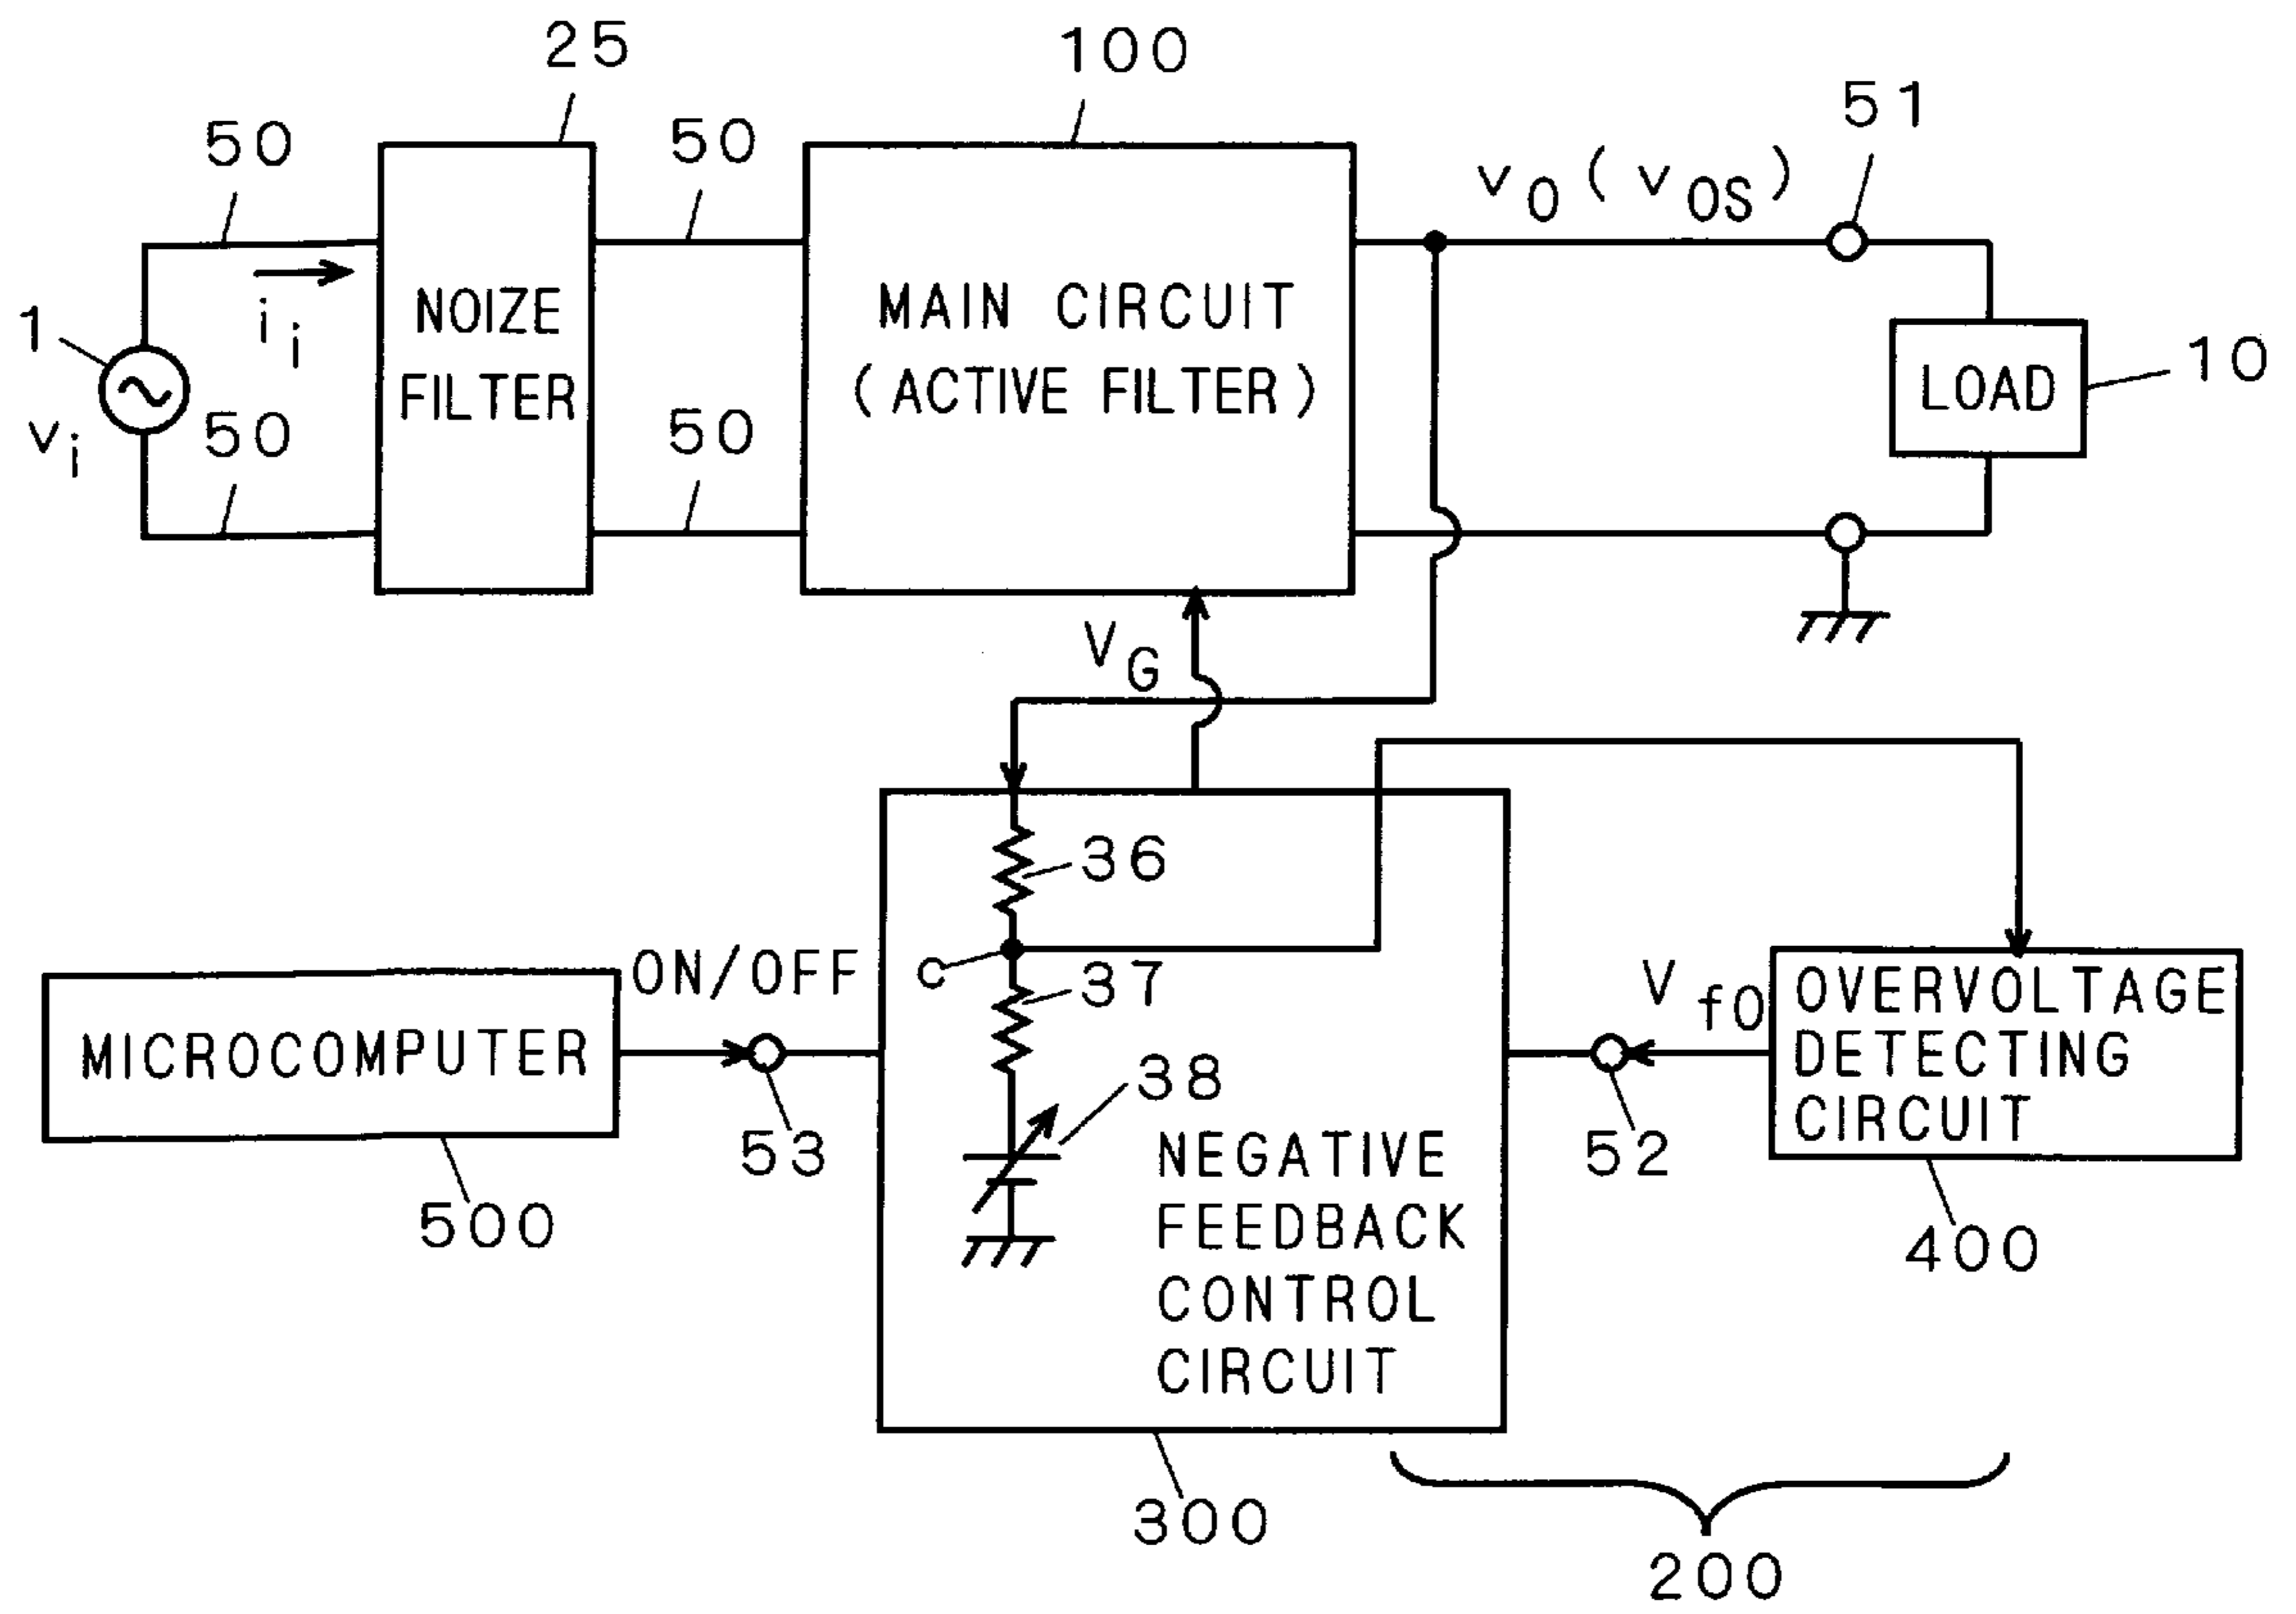 25
100
51
50
50
v0 (v0S)
1
ii
NOIZE
FILTER
MAIN CIRCUIT
(ACTIVE FILTER)
LOAD
10
vi
50
50
VG
36
ON/OFF
c
37
Vf0
OVERVOLTAGE
DETECTING
CIRCUIT
MICROCOMPUTER
38
53
52
NEGATIVE
FEEDBACK
CONTROL
CIRCUIT
500
400
300
200